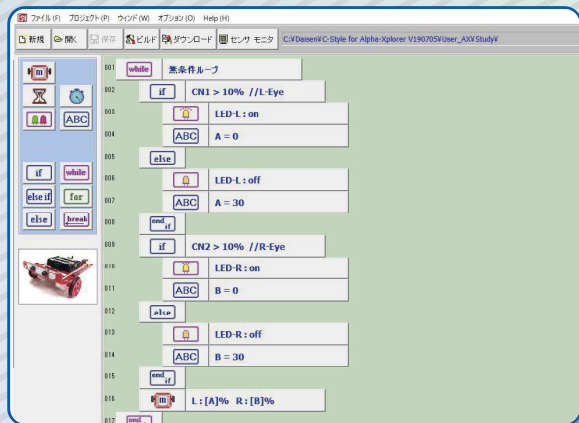 ファイル(F) プロジェクト(P) ウインド(W) オプション(O) Help(H)
新規 開く 保存 ビルド ダウンロード センサ モニタ C:¥Daisen¥C-Style for Alpha-Xplorer V190705¥User_AX¥Study¥
m
ABC
if while
else if for
else break
001 while 無条件ループ
002 if CN1 > 10% //L-Eye
003 LED-L : on
004 ABC A = 0
005 else
006 LED-L : off
007 ABC A = 30
008 end if
009 if CN2 > 10% //R-Eye
010 LED-R : on
011 ABC B = 0
012 else
013 LED-R : off
014 ABC B = 30
015 end if
016 m L : [A]% R : [B]%
017 end